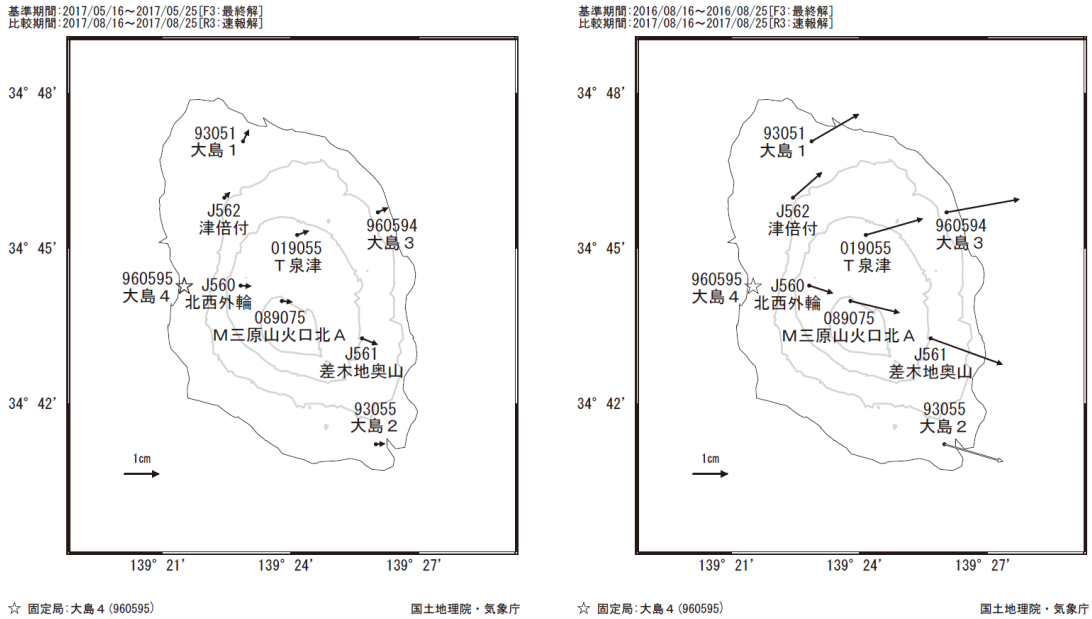 基準期間:2017/05/16～2017/05/25[F3:最終解]
比較期間:2017/08/16～2017/08/25[R3:速報解]
34° 48'
34° 45'
34° 42'
93051
大島１
J562
津倍付
960594
大島３
019055
Ｔ泉津
960595
大島４
J560
北西外輪
089075
Ｍ三原山火口北Ａ
J561
差木地奥山
93055
大島２
1cm
139° 21'
139° 24'
139° 27'
☆ 固定局:大島４(960595)
国土地理院・気象庁
基準期間:2016/08/16～2016/08/25[F3:最終解]
比較期間:2017/08/16～2017/08/25[R3:速報解]
34° 48'
34° 45'
34° 42'
93051
大島１
J562
津倍付
960594
大島３
019055
Ｔ泉津
960595
大島４
J560
北西外輪
089075
Ｍ三原山火口北Ａ
J561
差木地奥山
93055
大島２
1cm
139° 21'
139° 24'
139° 27'
☆ 固定局:大島４(960595)
国土地理院・気象庁